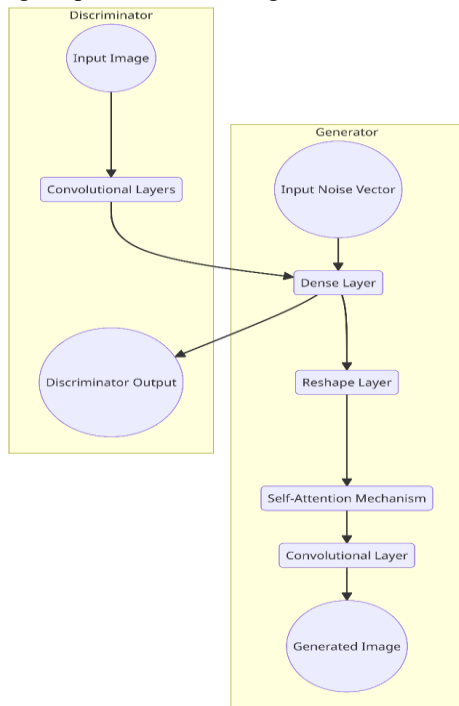 Discriminator
Input Image
Convolutional Layers
Discriminator Output
Generator
Input Noise Vector
Dense Layer
Reshape Layer
Self-Attention Mechanism
Convolutional Layer
Generated Image